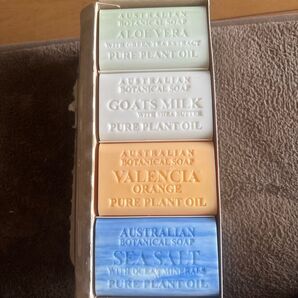 AUSTRALIAN
BOTANICAL SOAP
ALOE VERA
WITH GREEN TEA EXTRACT
PURE PLANT OIL
AUSTRALIAN
BOTANICAL SOAP
GOATS MILK
WITH SHEA BUTTER
PURE PLANT OIL
AUSTRALIAN
BOTANICAL SOAP
VALENCIA
ORANGE
PURE PLANT OIL
AUSTRALIAN
BOTANICAL SOAP
SEA SALT
WITH OCEAN MINERALS
PURE PLANT OIL